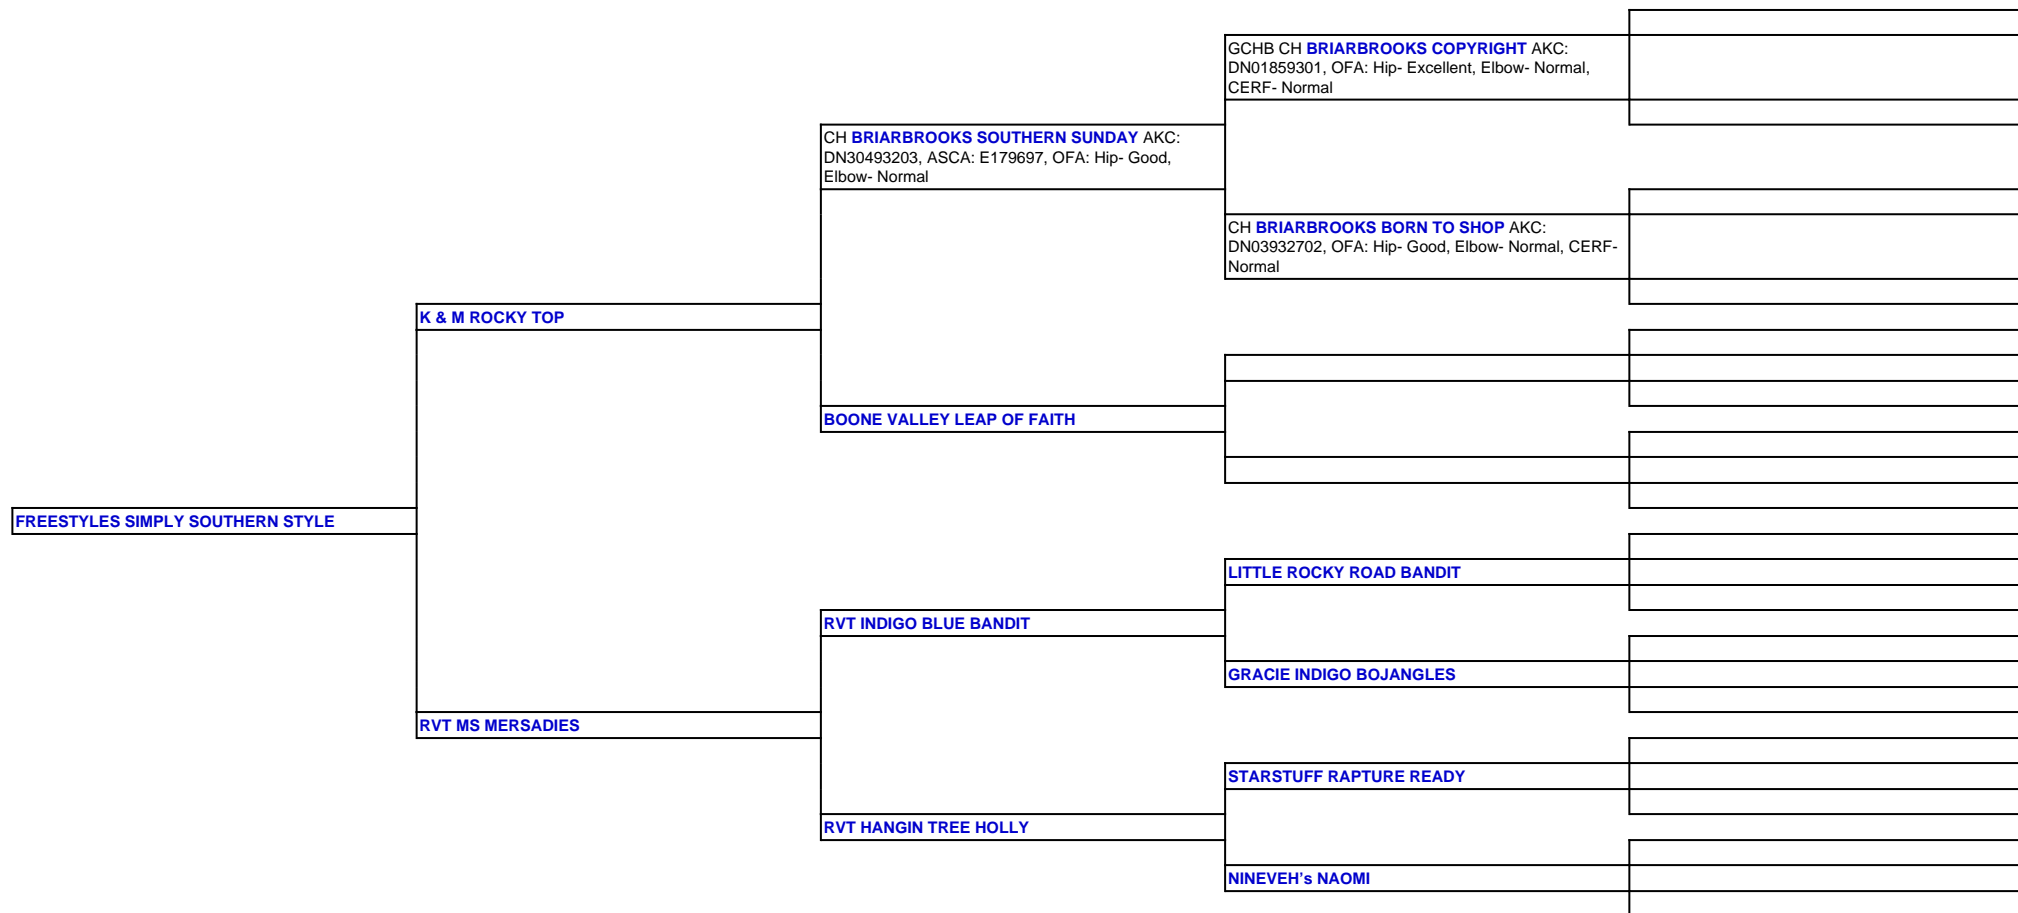 GCHB CH BRIARBROOKS COPYRIGHT AKC:
DN01859301, OFA: Hip- Excellent, Elbow- Normal,
CERF- Normal
CH BRIARBROOKS SOUTHERN SUNDAY AKC:
DN30493203, ASCA: E179697, OFA: Hip- Good,
Elbow- Normal
CH BRIARBROOKS BORN TO SHOP AKC:
DN03932702, OFA: Hip- Good, Elbow- Normal, CERF-
Normal
K & M ROCKY TOP
BOONE VALLEY LEAP OF FAITH
FREESTYLES SIMPLY SOUTHERN STYLE
LITTLE ROCKY ROAD BANDIT
RVT INDIGO BLUE BANDIT
GRACIE INDIGO BOJANGLES
RVT MS MERSADIES
STARSTUFF RAPTURE READY
RVT HANGIN TREE HOLLY
NINEVEH's NAOMI